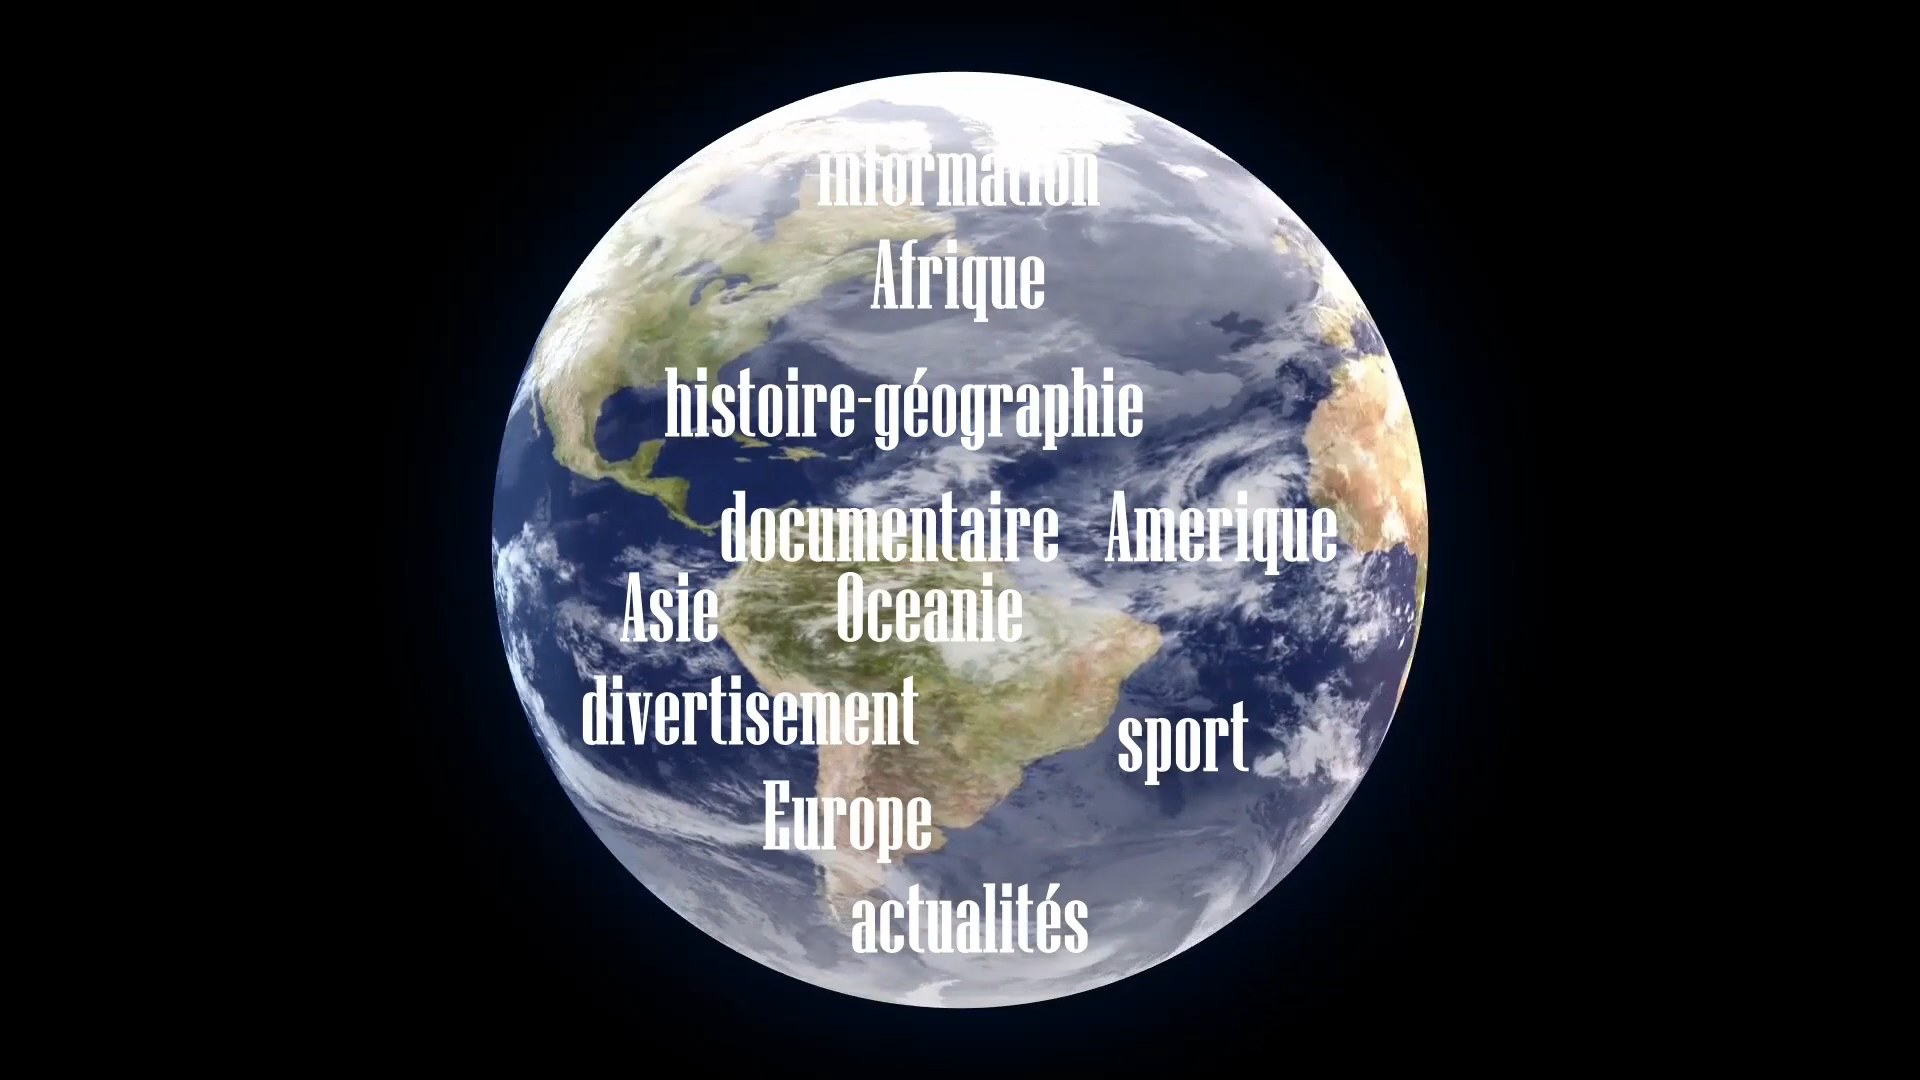 information
Afrique
histoire-géographie
documentaire Amerique
Asie Oceanie
divertisement
sport
Europe
actualités